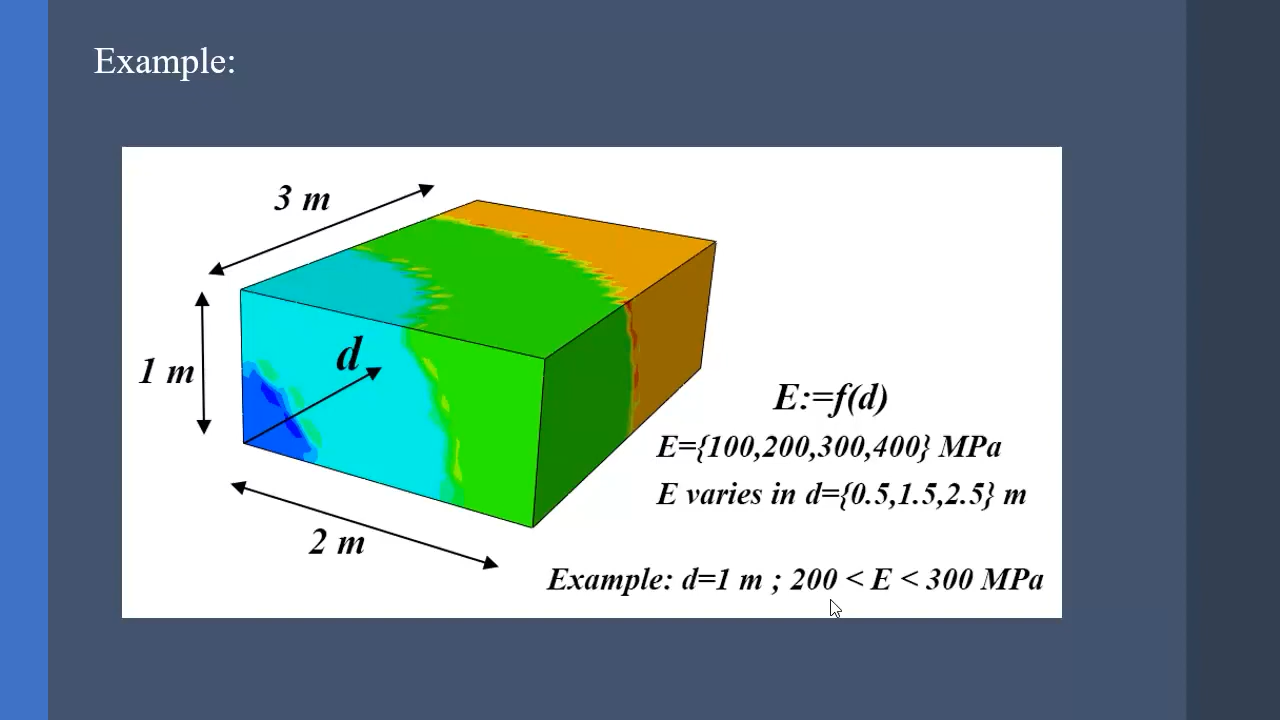 Example:
3 m
1 m
d
2 m
E:=f(d)
E={100,200,300,400} MPa
E varies in d={0.5,1.5,2.5} m
Example: d=1 m ; 200 < E < 300 MPa